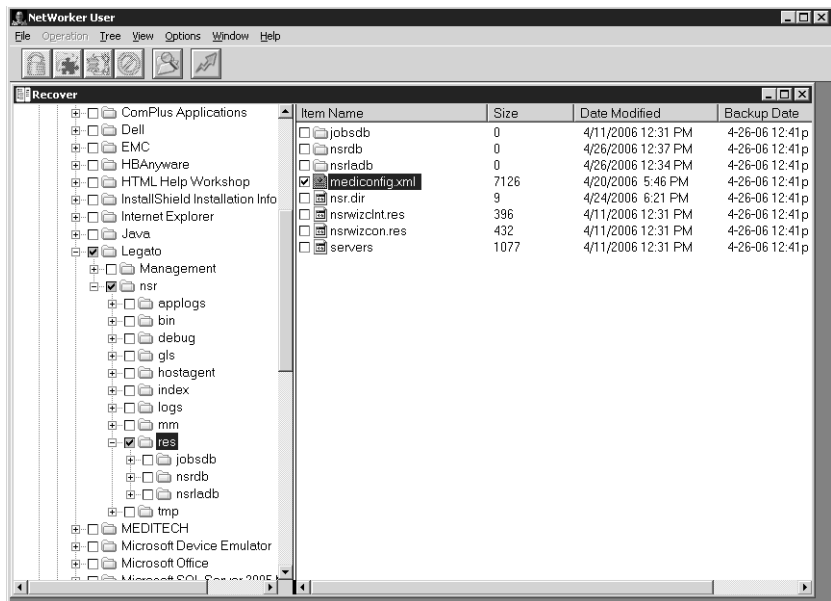 NetWorker User
File Operation Tree View Options Window Help
Recover
ComPlus Applications
Dell
EMC
HBAnyware
HTML Help Workshop
InstallShield Installation Info
Internet Explorer
Java
Legato
Management
nsr
applogs
bin
debug
gls
hostagent
index
logs
mm
res
jobsdb
nsrdb
nsrladb
tmp
MEDITECH
Microsoft Device Emulator
Microsoft Office
Microsoft SQL Server 2005
Item Name Size Date Modified Backup Date
jobsdb 0 4/11/2006 12:31 PM 4-26-06 12:41p
nsrdb 0 4/26/2006 12:37 PM 4-26-06 12:41p
nsrladb 0 4/26/2006 12:34 PM 4-26-06 12:41p
mediconfig.xml 7126 4/20/2006 5:46 PM 4-26-06 12:41p
nsr.dir 9 4/24/2006 6:21 PM 4-26-06 12:41p
nsrwizclnt.res 396 4/11/2006 12:31 PM 4-26-06 12:41p
nsrwizcon.res 432 4/11/2006 12:31 PM 4-26-06 12:41p
servers 1077 4/11/2006 12:31 PM 4-26-06 12:41p